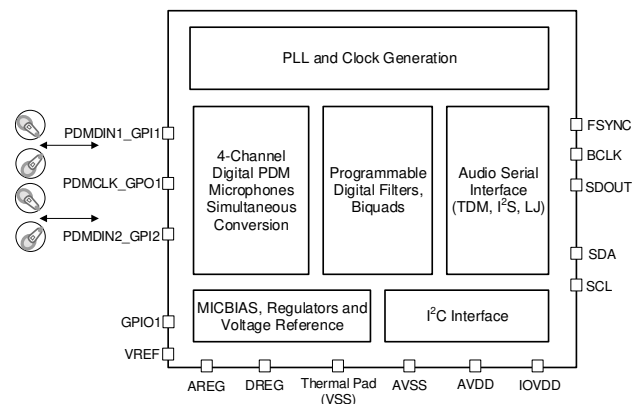 PLL and Clock Generation
PDMDIN1_GPI1
PDMCLK_GPO1
PDMDIN2_GPI2
GPIO1
VREF
4-Channel
Digital PDM
Microphones
Simultaneous
Conversion
Programmable
Digital Filters,
Biquads
Audio Serial
Interface
(TDM, I²S, LJ)
FSYNC
BCLK
SDOUT
SDA
SCL
MICBIAS, Regulators and
Voltage Reference
I²C Interface
AREG
DREG
Thermal Pad
(VSS)
AVSS
AVDD
IOVDD